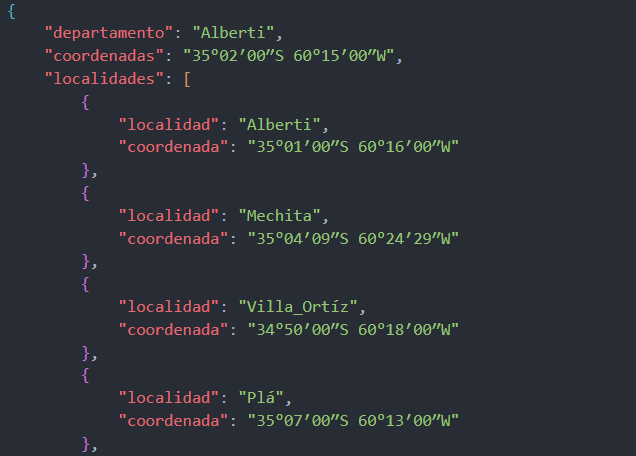 {
"departamento": "Alberti",
"coordenadas": "35º02’00”S 60º15’00”W",
"localidades": [
{
"localidad": "Alberti",
"coordenada": "35º01’00”S 60º16’00”W"
},
{
"localidad": "Mechita",
"coordenada": "35º04’09”S 60º24’29”W"
},
{
"localidad": "Villa_Ortíz",
"coordenada": "34º50’00”S 60º18’00”W"
},
{
"localidad": "Plá",
"coordenada": "35º07’00”S 60º13’00”W"
},